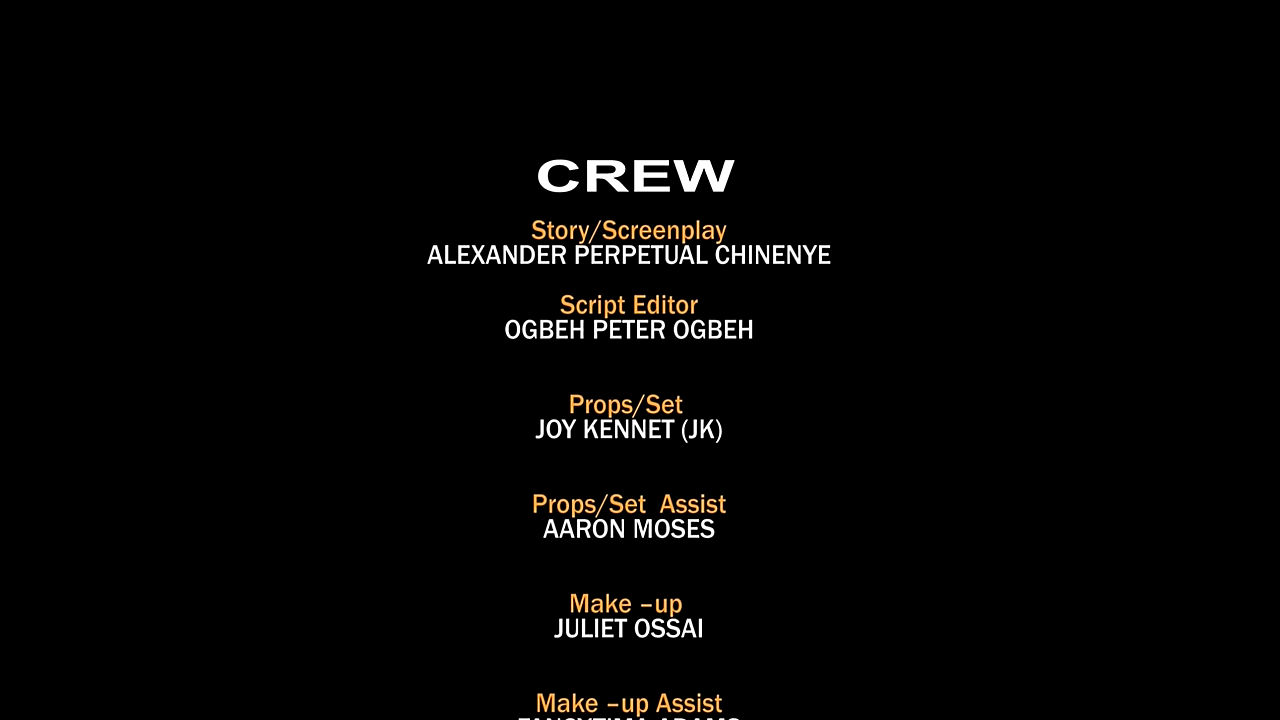 CREW
Story/Screenplay
ALEXANDER PERPETUAL CHINENYE
Script Editor
OGBEH PETER OGBEH
Props/Set
JOY KENNET (JK)
Props/Set  Assist
AARON MOSES
Make –up
JULIET OSSAI
Make –up Assist